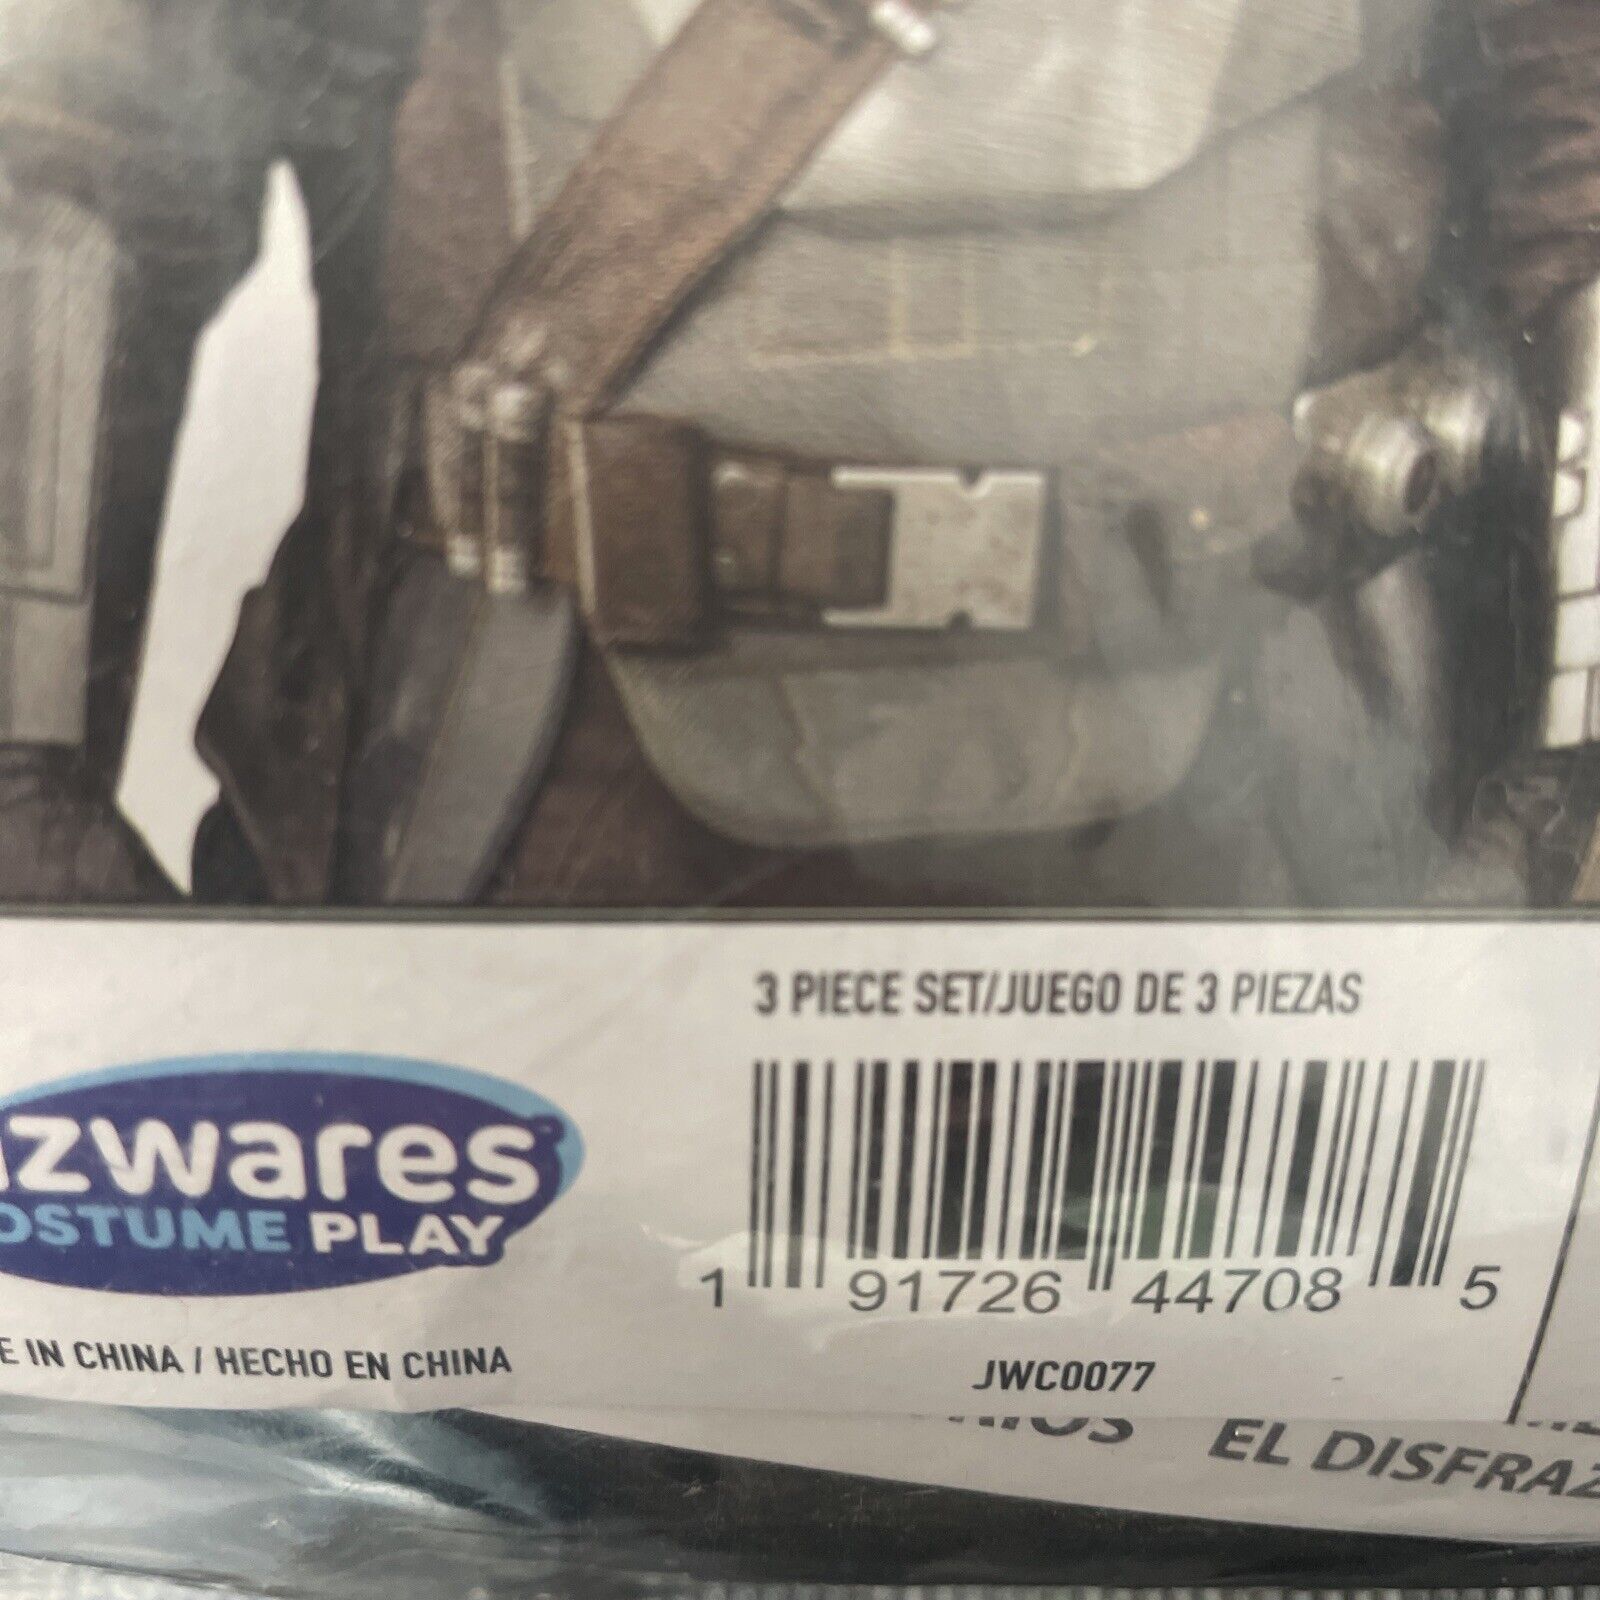 3 PIECE SET/JUEGO DE 3 PIEZAS
zwares
OSTUME PLAY
1 91726 44708 5
E IN CHINA / HECHO EN CHINA
JWC0077
EL DISFRAZ